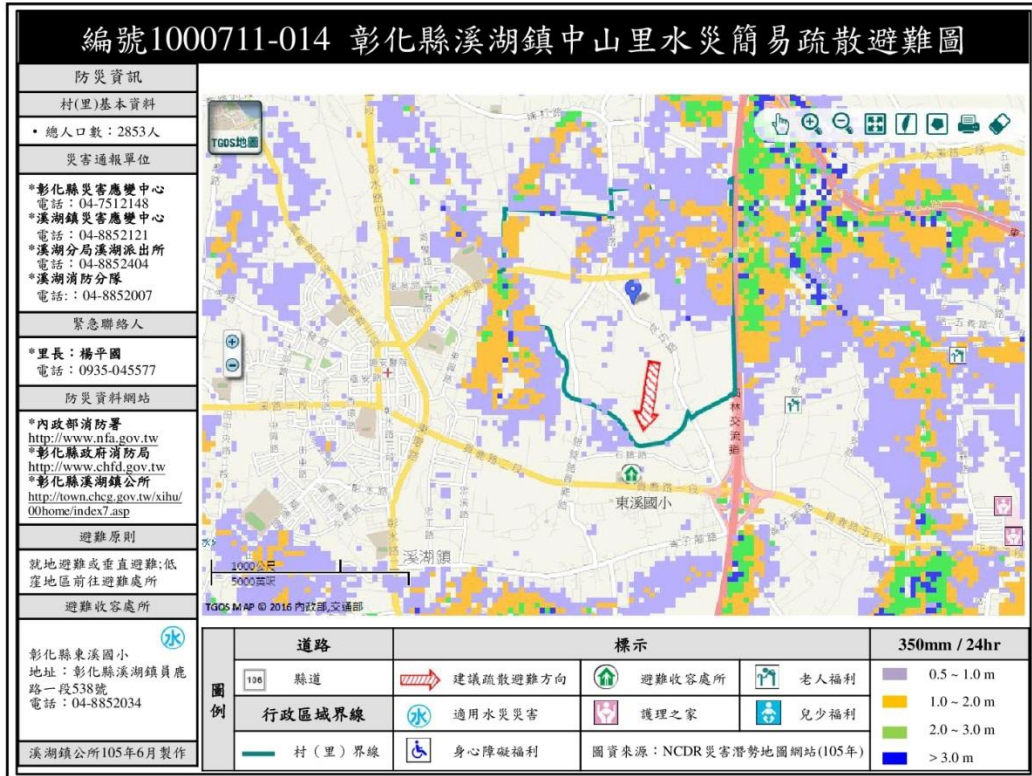 編號1000711-014 彰化縣溪湖鎮中山里水災簡易疏散避難圖
防災資訊
村(里)基本資料
• 總人口數：2853人
災害通報單位
*彰化縣災害應變中心
電話：04-7512148
*溪湖鎮災害應變中心
電話：04-8852121
*溪湖分局溪湖派出所
電話：04-8852404
*溪湖消防分隊
電話:：04-8852007
緊急聯絡人
*里長：楊平國
電話：0935-045577
防災資料網站
*內政部消防署
http://www.nfa.gov.tw
*彰化縣政府消防局
http://www.chfd.gov.tw
*彰化縣溪湖鎮公所
http://town.chcg.gov.tw/xihu/
00home/index7.asp
避難原則
就地避難或垂直避難;低
窪地區前往避難處所
避難收容處所
水
彰化縣東溪國小
地址：彰化縣溪湖鎮員鹿
路一段538號
電話：04-8852034
溪湖鎮公所105年6月製作
TGOS地圖
員林交流道
東溪國小
溪湖鎮
1000公尺
5000英呎
TGOS MAP © 2016 內政部,交通部
圖例
道路
106 縣道
行政區域界線
村（里）界線
標示
建議疏散避難方向
避難收容處所
老人福利
水 適用水災災害
護理之家
兒少福利
身心障礙福利
圖資來源：NCDR災害潛勢地圖網站(105年)
350mm / 24hr
0.5 ~ 1.0 m
1.0 ~ 2.0 m
2.0 ~ 3.0 m
> 3.0 m